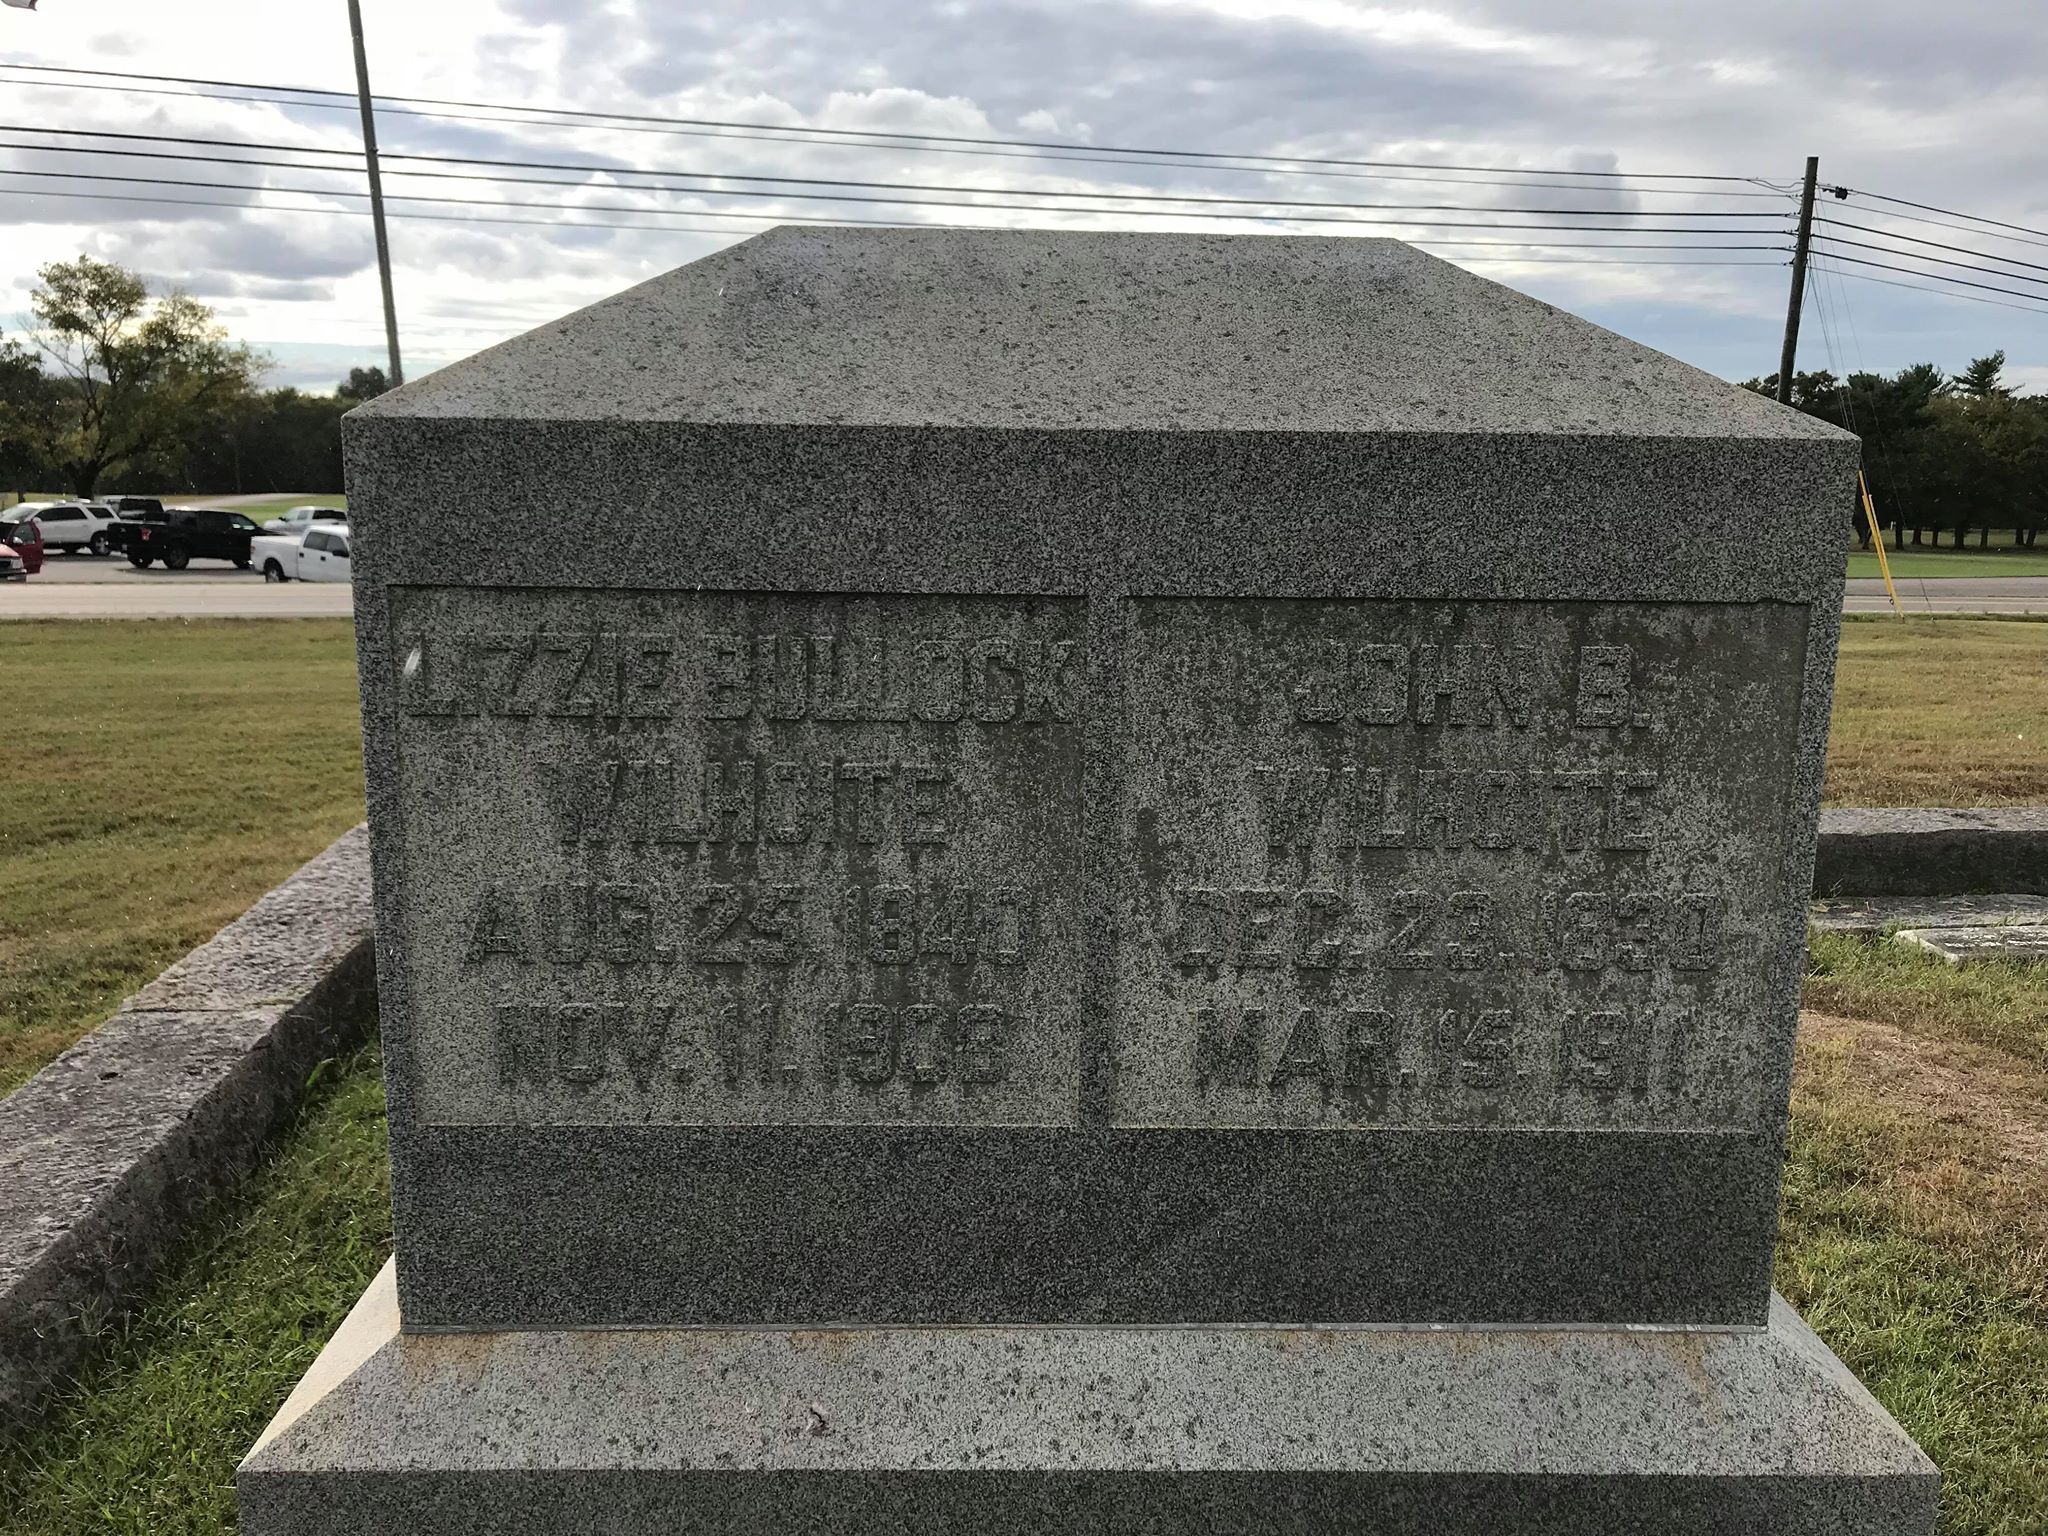 LIZZIE BULLOCK
WILHOITE
AUG. 25, 1840
NOV. 11. 1908
JOHN B.
WILHOITE
DEC. 23. 1830
MAR. 15. 1911